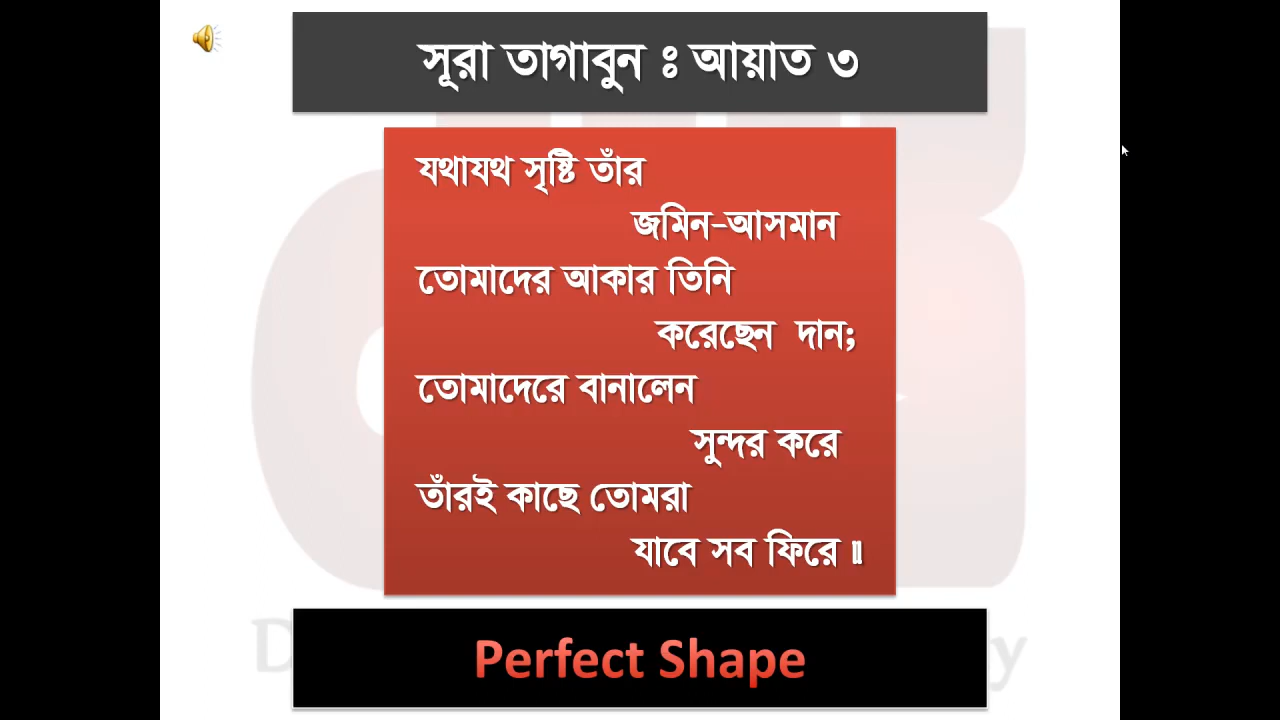 সূরা তাগাবুন ঃ আয়াত ৩
যথাযথ সৃষ্টি তাঁর
জমিন-আসমান
তোমাদের আকার তিনি
করেছেন দান;
তোমাদেরে বানালেন
সুন্দর করে
তাঁরই কাছে তোমরা
যাবে সব ফিরে ॥
Perfect Shape